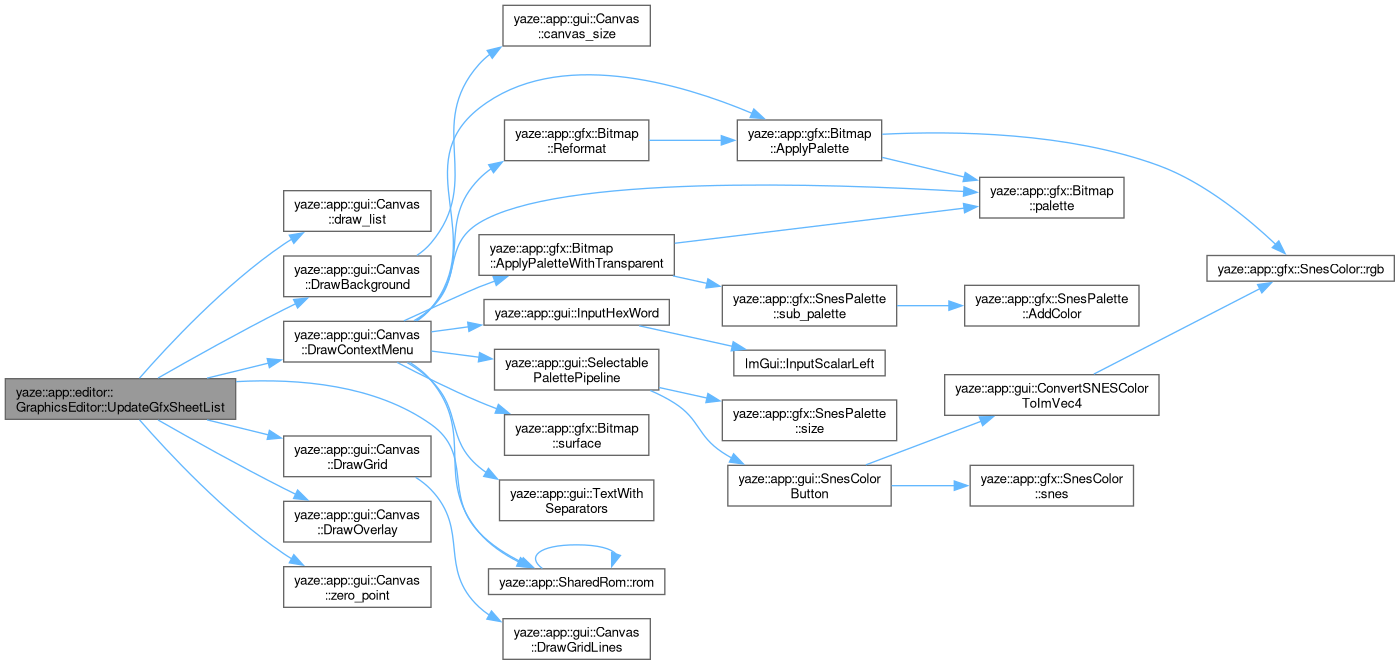 yaze::app::gui::Canvas
::canvas_size
yaze::app::gfx::Bitmap
::Reformat
yaze::app::gfx::Bitmap
::ApplyPalette
yaze::app::gfx::Bitmap
::palette
yaze::app::gui::Canvas
::draw_list
yaze::app::gui::Canvas
::DrawBackground
yaze::app::gfx::Bitmap
::ApplyPaletteWithTransparent
yaze::app::gfx::SnesColor::rgb
yaze::app::gfx::SnesPalette
::sub_palette
yaze::app::gfx::SnesPalette
::AddColor
yaze::app::gui::InputHexWord
yaze::app::gui::Canvas
::DrawContextMenu
ImGui::InputScalarLeft
yaze::app::gui::Selectable
PalettePipeline
yaze::app::editor::
GraphicsEditor::UpdateGfxSheetList
yaze::app::gui::ConvertSNESColor
ToImVec4
yaze::app::gfx::SnesPalette
::size
yaze::app::gfx::Bitmap
::surface
yaze::app::gui::Canvas
::DrawGrid
yaze::app::gui::SnesColor
Button
yaze::app::gfx::SnesColor
::snes
yaze::app::gui::TextWith
Separators
yaze::app::gui::Canvas
::DrawOverlay
yaze::app::SharedRom::rom
yaze::app::gui::Canvas
::zero_point
yaze::app::gui::Canvas
::DrawGridLines